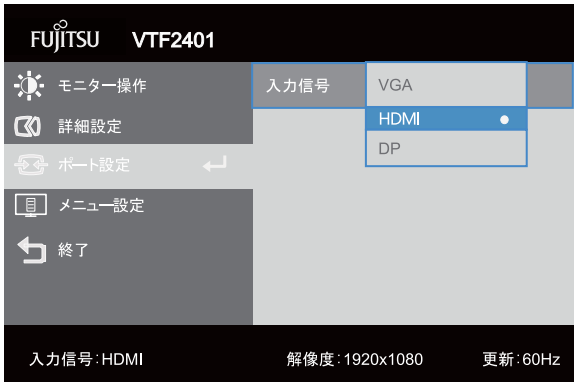 FUJITSU VTF2401
モニター操作
入力信号
VGA
HDMI
DP
詳細設定
ポート設定
メニュー設定
終了
入力信号:HDMI 解像度:1920x1080 更新:60Hz